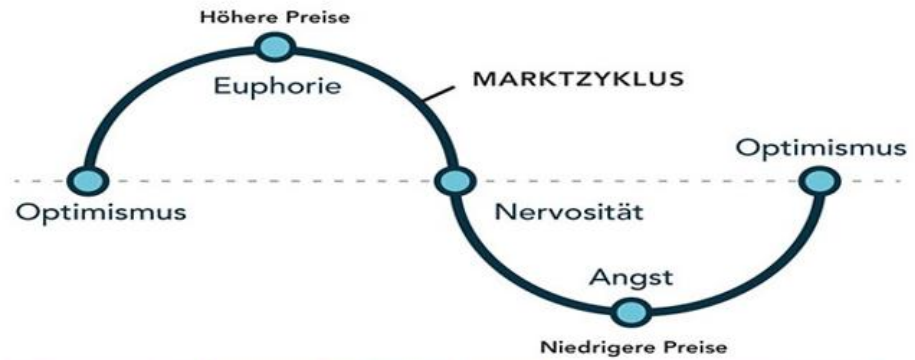 Höhere Preise
Euphorie
MARKTZYKLUS
Optimismus
Optimismus
Nervosität
Angst
Niedrigere Preise